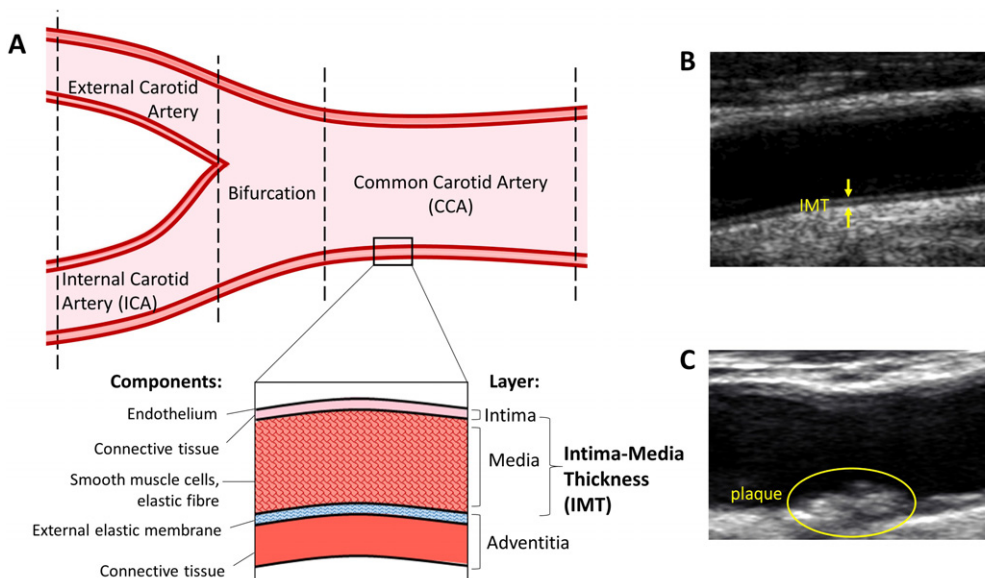 A
External Carotid
Artery
Bifurcation
Common Carotid Artery
(CCA)
Internal Carotid
Artery (ICA)
Components:
Endothelium
Connective tissue
Smooth muscle cells,
elastic fibre
External elastic membrane
Connective tissue
Layer:
Intima
Media
Intima-Media
Thickness
(IMT)
Adventitia
B
IMT
C
plaque